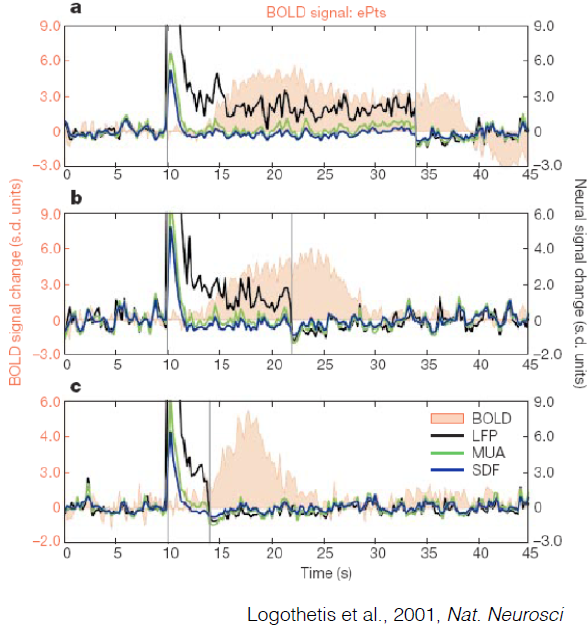 BOLD signal: ePts
a
9.0 9.0
6.0 6.0
3.0 3.0
0 0
−3.0 −3.0
0 5 10 15 20 25 30 35 40 45
b
9.0 6.0
6.0 4.0
3.0 2.0
0 0
−3.0 −2.0
0 5 10 15 20 25 30 35 40 45
c
6.0 9.0
4.0 6.0
3.0 3.0
0 0
−2.0 −3.0
0 5 10 15 20 25 30 35 40 45
BOLD
LFP
MUA
SDF
Time (s)
BOLD signal change (s.d. units)
Neural signal change (s.d. units)
Logothetis et al., 2001, Nat. Neurosci